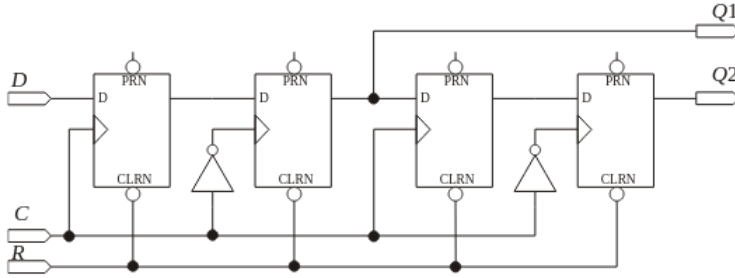 Q1
PRN PRN PRN PRN
D D D D D Q2
CLRN CLRN CLRN CLRN
C
R